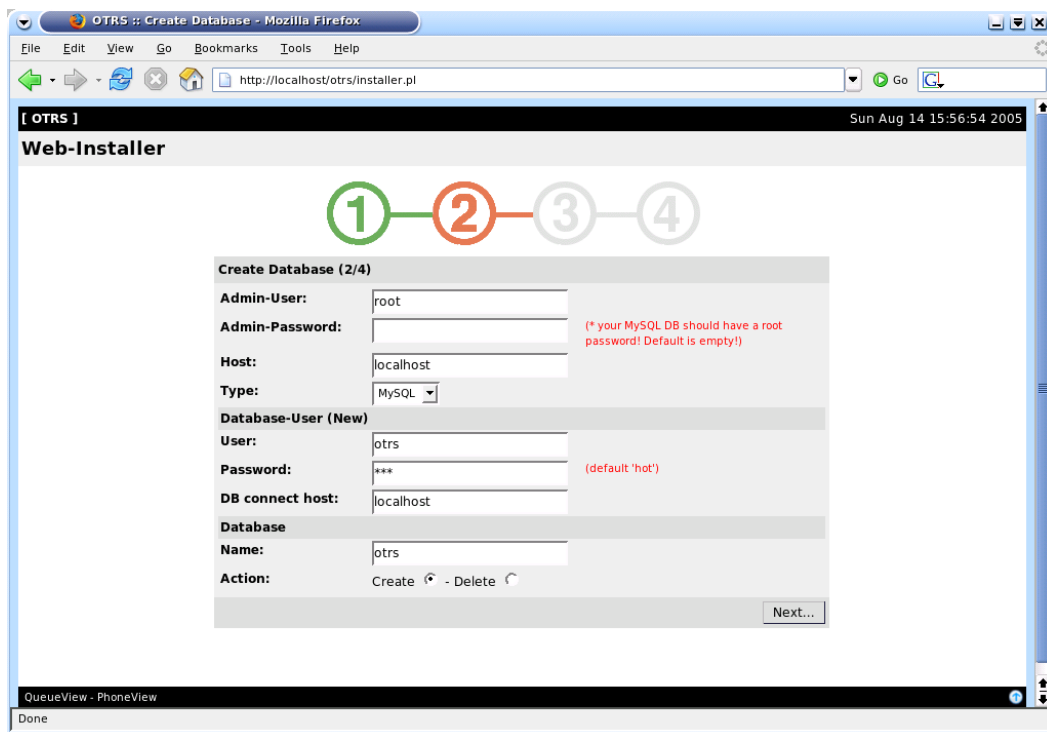 OTRS :: Create Database - Mozilla Firefox
File Edit View Go Bookmarks Tools Help
http://localhost/otrs/installer.pl Go G
[ OTRS ] Sun Aug 14 15:56:54 2005
Web-Installer
1 2 3 4
Create Database (2/4)
Admin-User: root
Admin-Password: (* your MySQL DB should have a root
password! Default is empty!)
Host: localhost
Type: MySQL
Database-User (New)
User: otrs
Password: *** (default 'hot')
DB connect host: localhost
Database
Name: otrs
Action: Create - Delete
Next...
QueueView - PhoneView
Done